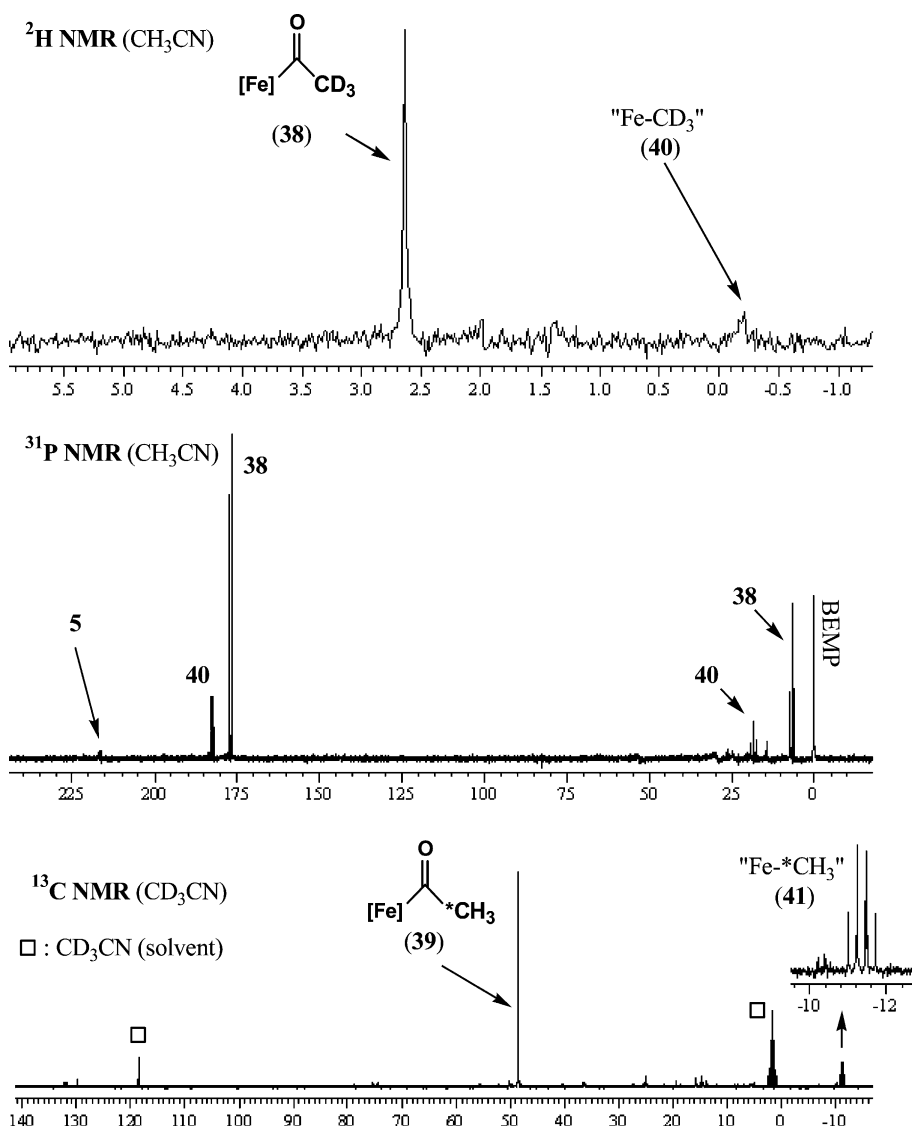 ²H NMR (CH₃CN)
O
[Fe] CD₃
(38)
"Fe-CD₃"
(40)
5.5 5.0 4.5 4.0 3.5 3.0 2.5 2.0 1.5 1.0 0.5 0.0 -0.5 -1.0
³¹P NMR (CH₃CN)
38
5
40
38
40
BEMP
225 200 175 150 125 100 75 50 25 0
¹³C NMR (CD₃CN)
□ : CD₃CN (solvent)
O
[Fe] *CH₃
(39)
"Fe-*CH₃"
(41)
-10 -12
140 130 120 110 100 90 80 70 60 50 40 30 20 10 0 -10